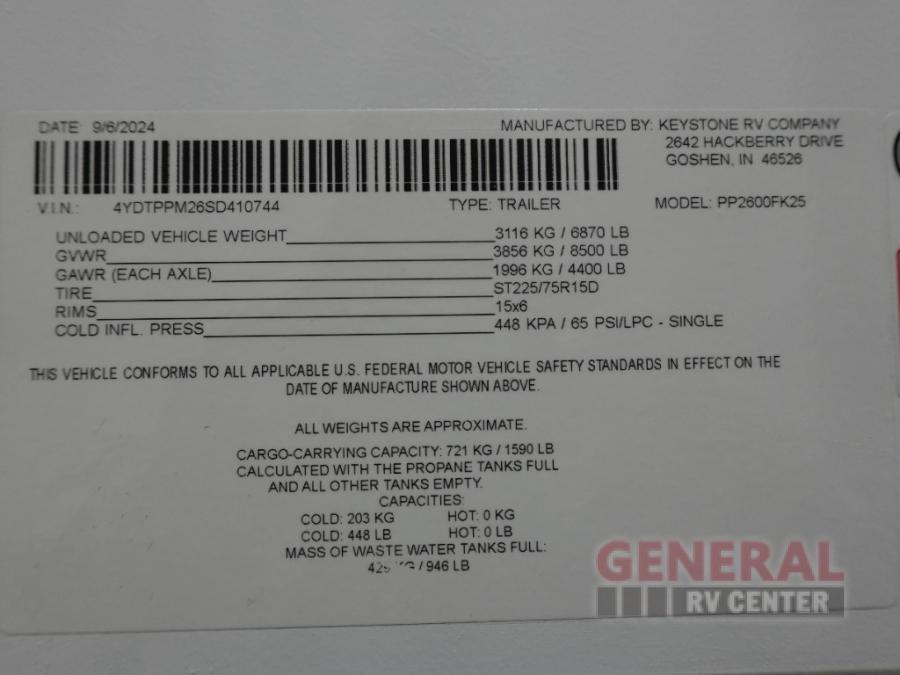 DATE 9/6/2024
MANUFACTURED BY: KEYSTONE RV COMPANY
2642 HACKBERRY DRIVE
GOSHEN, IN 46526
V.I.N.: 4YDTPPM26SD410744 TYPE: TRAILER MODEL: PP2600FK25
UNLOADED VEHICLE WEIGHT 3116 KG / 6870 LB
GVWR 3856 KG / 8500 LB
GAWR (EACH AXLE) 1996 KG / 4400 LB
TIRE ST225/75R15D
RIMS 15x6
COLD INFL. PRESS 448 KPA / 65 PSI/LPC - SINGLE
THIS VEHICLE CONFORMS TO ALL APPLICABLE U.S. FEDERAL MOTOR VEHICLE SAFETY STANDARDS IN EFFECT ON THE
DATE OF MANUFACTURE SHOWN ABOVE.
ALL WEIGHTS ARE APPROXIMATE.
CARGO-CARRYING CAPACITY: 721 KG / 1590 LB
CALCULATED WITH THE PROPANE TANKS FULL
AND ALL OTHER TANKS EMPTY.
CAPACITIES:
COLD: 203 KG HOT: 0 KG
COLD: 448 LB HOT: 0 LB
MASS OF WASTE WATER TANKS FULL:
/ 946 LB
GENERAL
RV CENTER